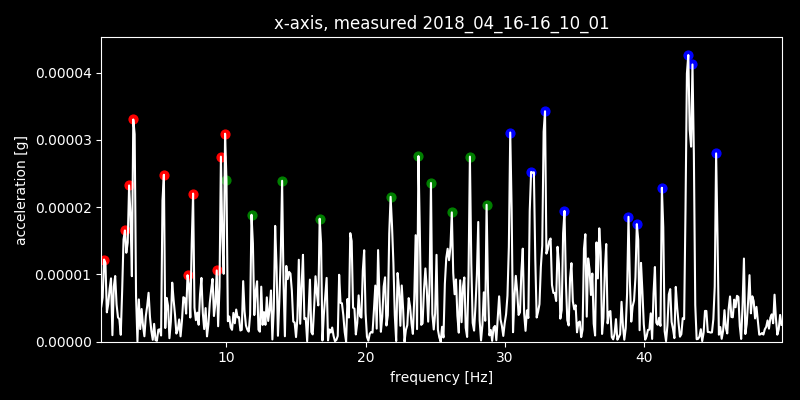 x-axis, measured 2018_04_16-16_10_01
acceleration [g]
0.00004
0.00003
0.00002
0.00001
0.00000
10 20 30 40
frequency [Hz]